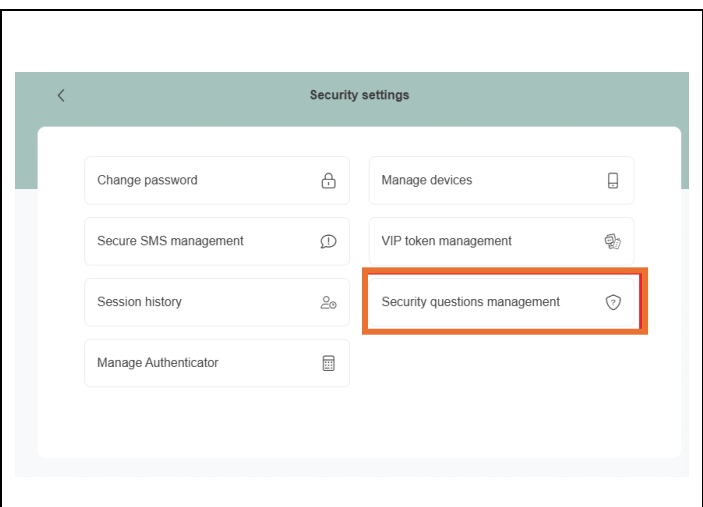 Security settings
Change password
Manage devices
Secure SMS management
VIP token management
Session history
Security questions management
Manage Authenticator